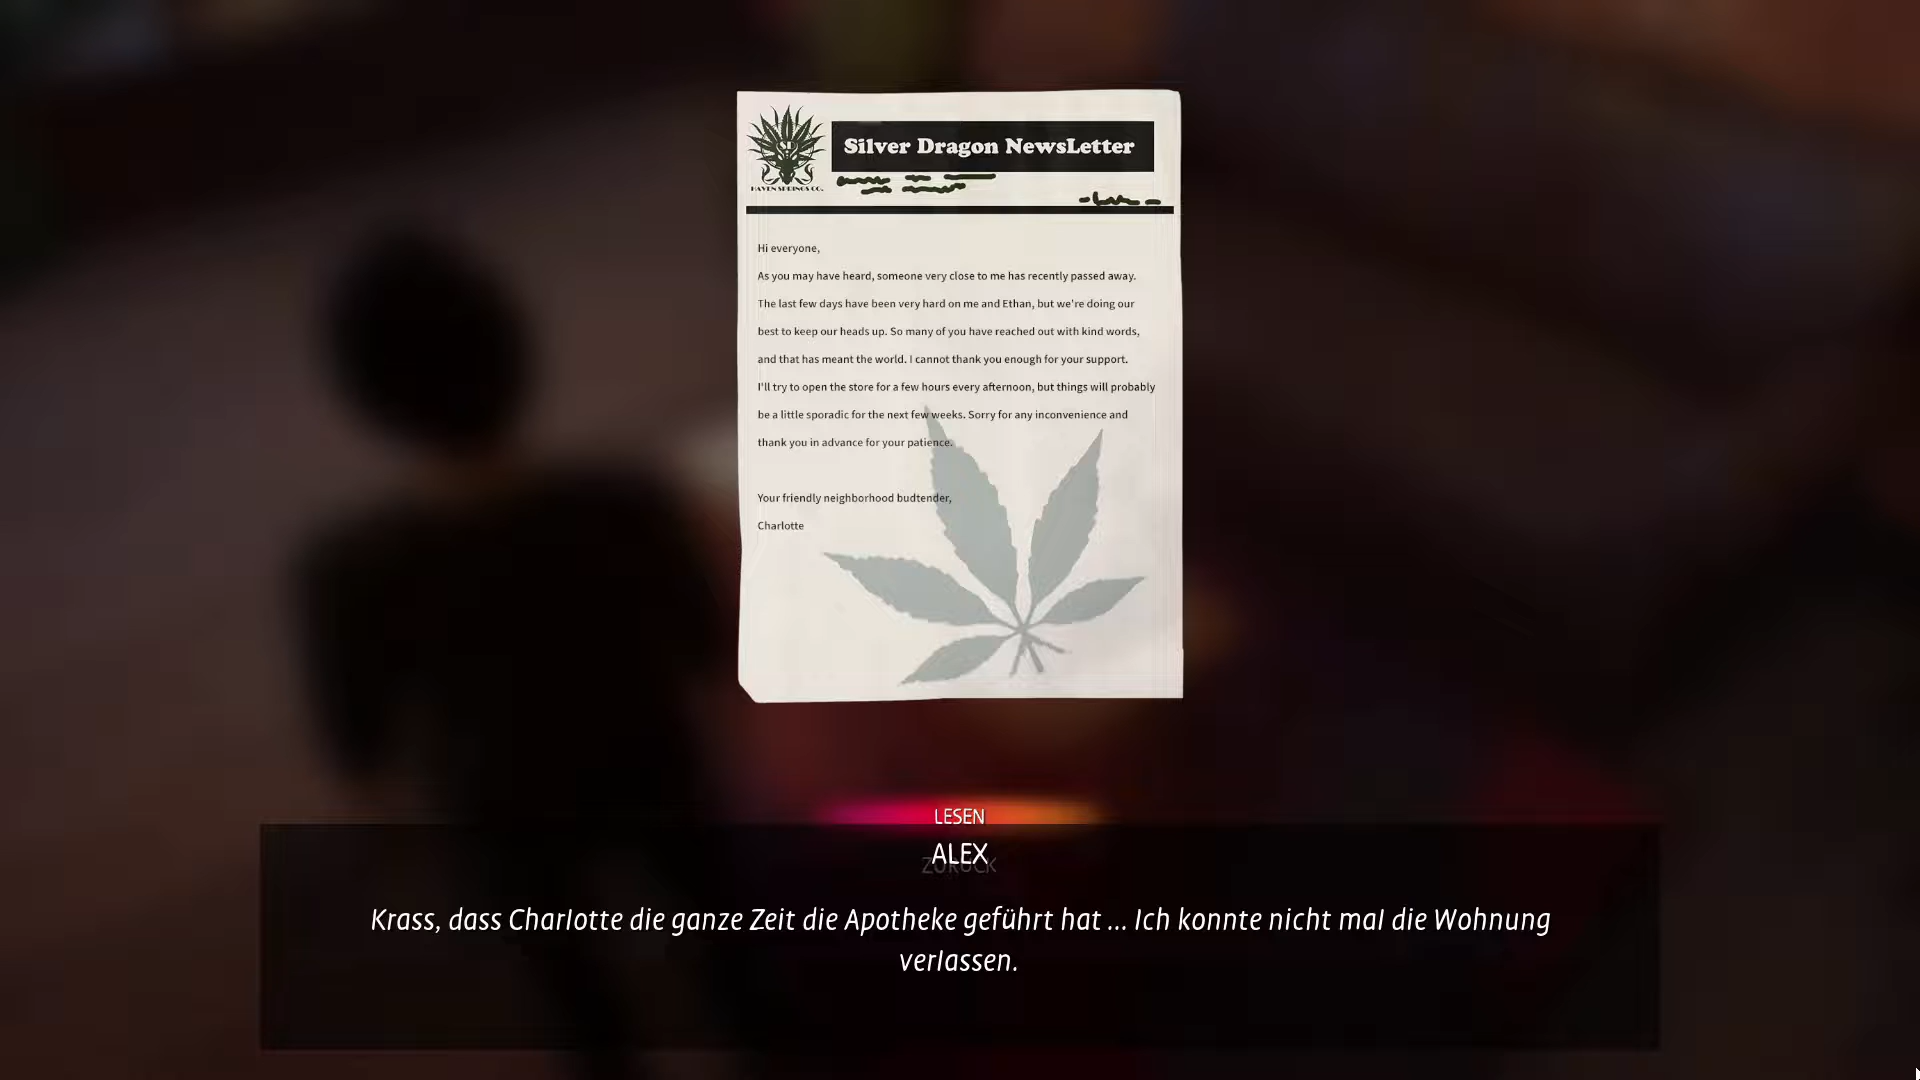 SD
HAVEN SPRINGS CO.
Silver Dragon NewsLetter
Hi everyone,
As you may have heard, someone very close to me has recently passed away.
The last few days have been very hard on me and Ethan, but we're doing our
best to keep our heads up. So many of you have reached out with kind words,
and that has meant the world. I cannot thank you enough for your support.
I'll try to open the store for a few hours every afternoon, but things will probably
be a little sporadic for the next few weeks. Sorry for any inconvenience and
thank you in advance for your patience.
Your friendly neighborhood budtender,
Charlotte
LESEN
ALEX
ZURÜCK
Krass, dass Charlotte die ganze Zeit die Apotheke geführt hat ... Ich konnte nicht mal die Wohnung
verlassen.